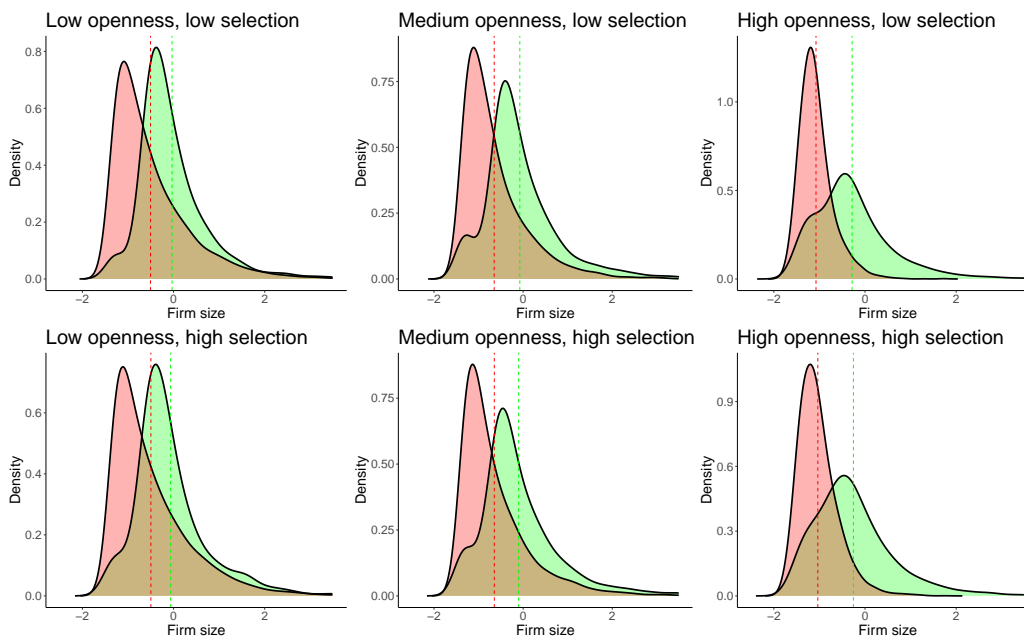 Low openness, low selection
Medium openness, low selection
High openness, low selection
Density
0.8
0.6
0.4
0.2
0.0
−2
0
2
Firm size
Density
0.75
0.50
0.25
0.00
−2
0
2
Firm size
Density
1.0
0.5
0.0
−2
0
2
Firm size
Low openness, high selection
Medium openness, high selection
High openness, high selection
Density
0.6
0.4
0.2
0.0
−2
0
2
Firm size
Density
0.75
0.50
0.25
0.00
−2
0
2
Firm size
Density
0.9
0.6
0.3
0.0
−2
0
2
Firm size